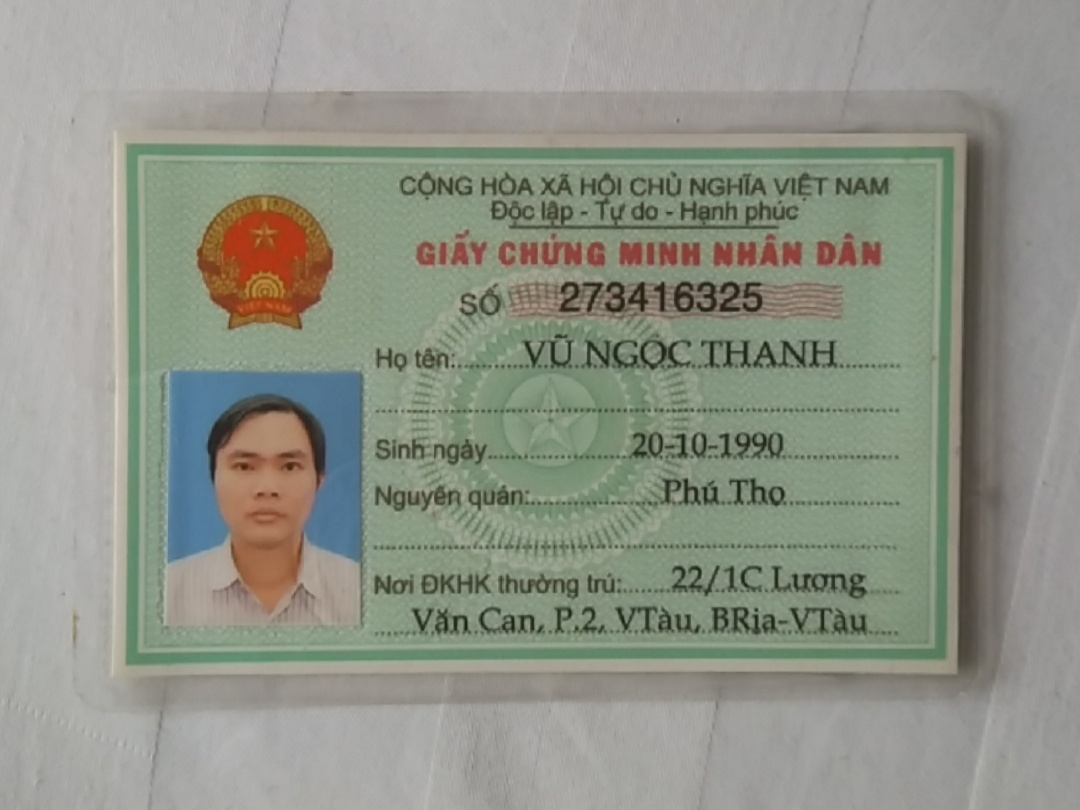 CỘNG HÒA XÃ HỘI CHỦ NGHĨA VIỆT NAM
Độc lập - Tự do - Hạnh phúc
GIẤY CHỨNG MINH NHÂN DÂN
SỐ 273416325
VIỆT NAM
Họ tên: VŨ NGỌC THANH
Sinh ngày 20-10-1990
Nguyên quán: Phú Thọ
Nơi ĐKHK thường trú: 22/1C Lương
Văn Can, P.2, VTàu, BRịa-VTàu